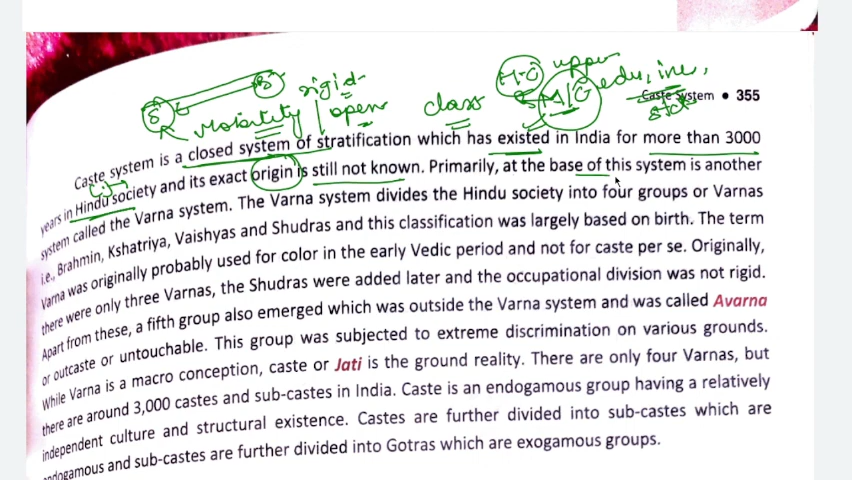 upper
H.C
rigid
edu, ine,
S S M/C
Mobility / open class
Caste System • 355
Caste system is a closed system of stratification which has existed in India for more than 3000
years in Hindu society and its exact origin is still not known. Primarily, at the base of this system is another
system called the Varna system. The Varna system divides the Hindu society into four groups or Varnas
i.e., Brahmin, Kshatriya, Vaishyas and Shudras and this classification was largely based on birth. The term
Varna was originally probably used for color in the early Vedic period and not for caste per se. Originally,
there were only three Varnas, the Shudras were added later and the occupational division was not rigid.
Apart from these, a fifth group also emerged which was outside the Varna system and was called Avarna
or outcaste or untouchable. This group was subjected to extreme discrimination on various grounds.
While Varna is a macro conception, caste or Jati is the ground reality. There are only four Varnas, but
there are around 3,000 castes and sub-castes in India. Caste is an endogamous group having a relatively
independent culture and structural existence. Castes are further divided into sub-castes which are
endogamous and sub-castes are further divided into Gotras which are exogamous groups.